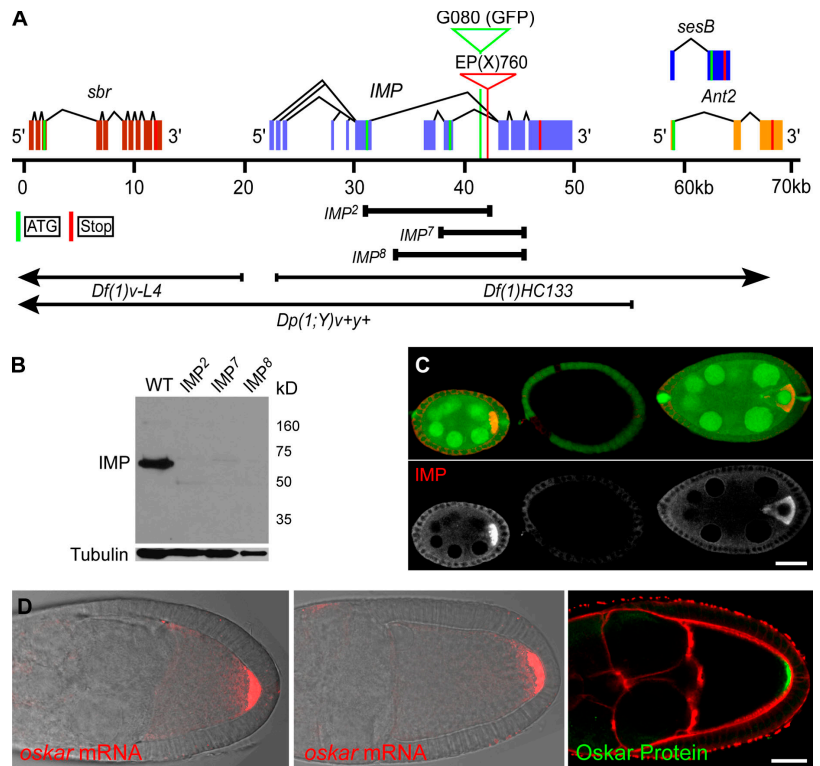 A
G080 (GFP)
sesB
EP(X)760
sbr
IMP
Ant2
5'
3'
5'
3'
5'
3'
0
10
20
30
40
50
60kb
70kb
ATG
Stop
IMP²
IMP⁷
IMP⁸
Df(1)v-L4
Df(1)HC133
Dp(1;Y)v+y+
B
WT IMP² IMP⁷ IMP⁸
kD
160
75
IMP
50
35
Tubulin
C
IMP
D
oskar mRNA
oskar mRNA
Oskar Protein